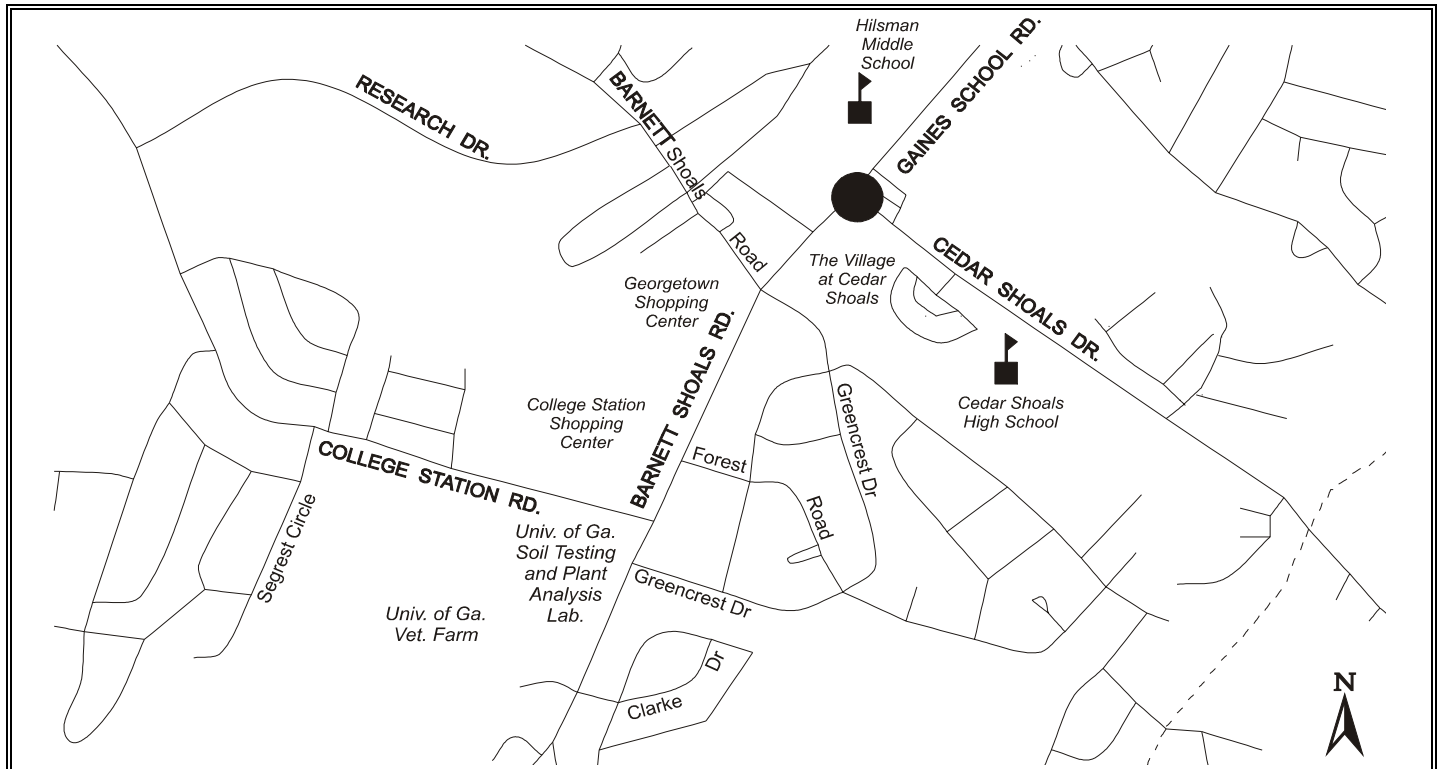 Hilsman
Middle
School
GAINES SCHOOL RD.
RESEARCH DR.
BARNETT Shoals Road
The Village
at Cedar
Shoals
CEDAR SHOALS DR.
Georgetown
Shopping
Center
BARNETT SHOALS RD.
Cedar Shoals
High School
College Station
Shopping
Center
Greencrest Dr
Forest Road
COLLEGE STATION RD.
Segrest Circle
Univ. of Ga.
Soil Testing
and Plant
Analysis
Lab.
Greencrest Dr
Univ. of Ga.
Vet. Farm
Clarke Dr
N